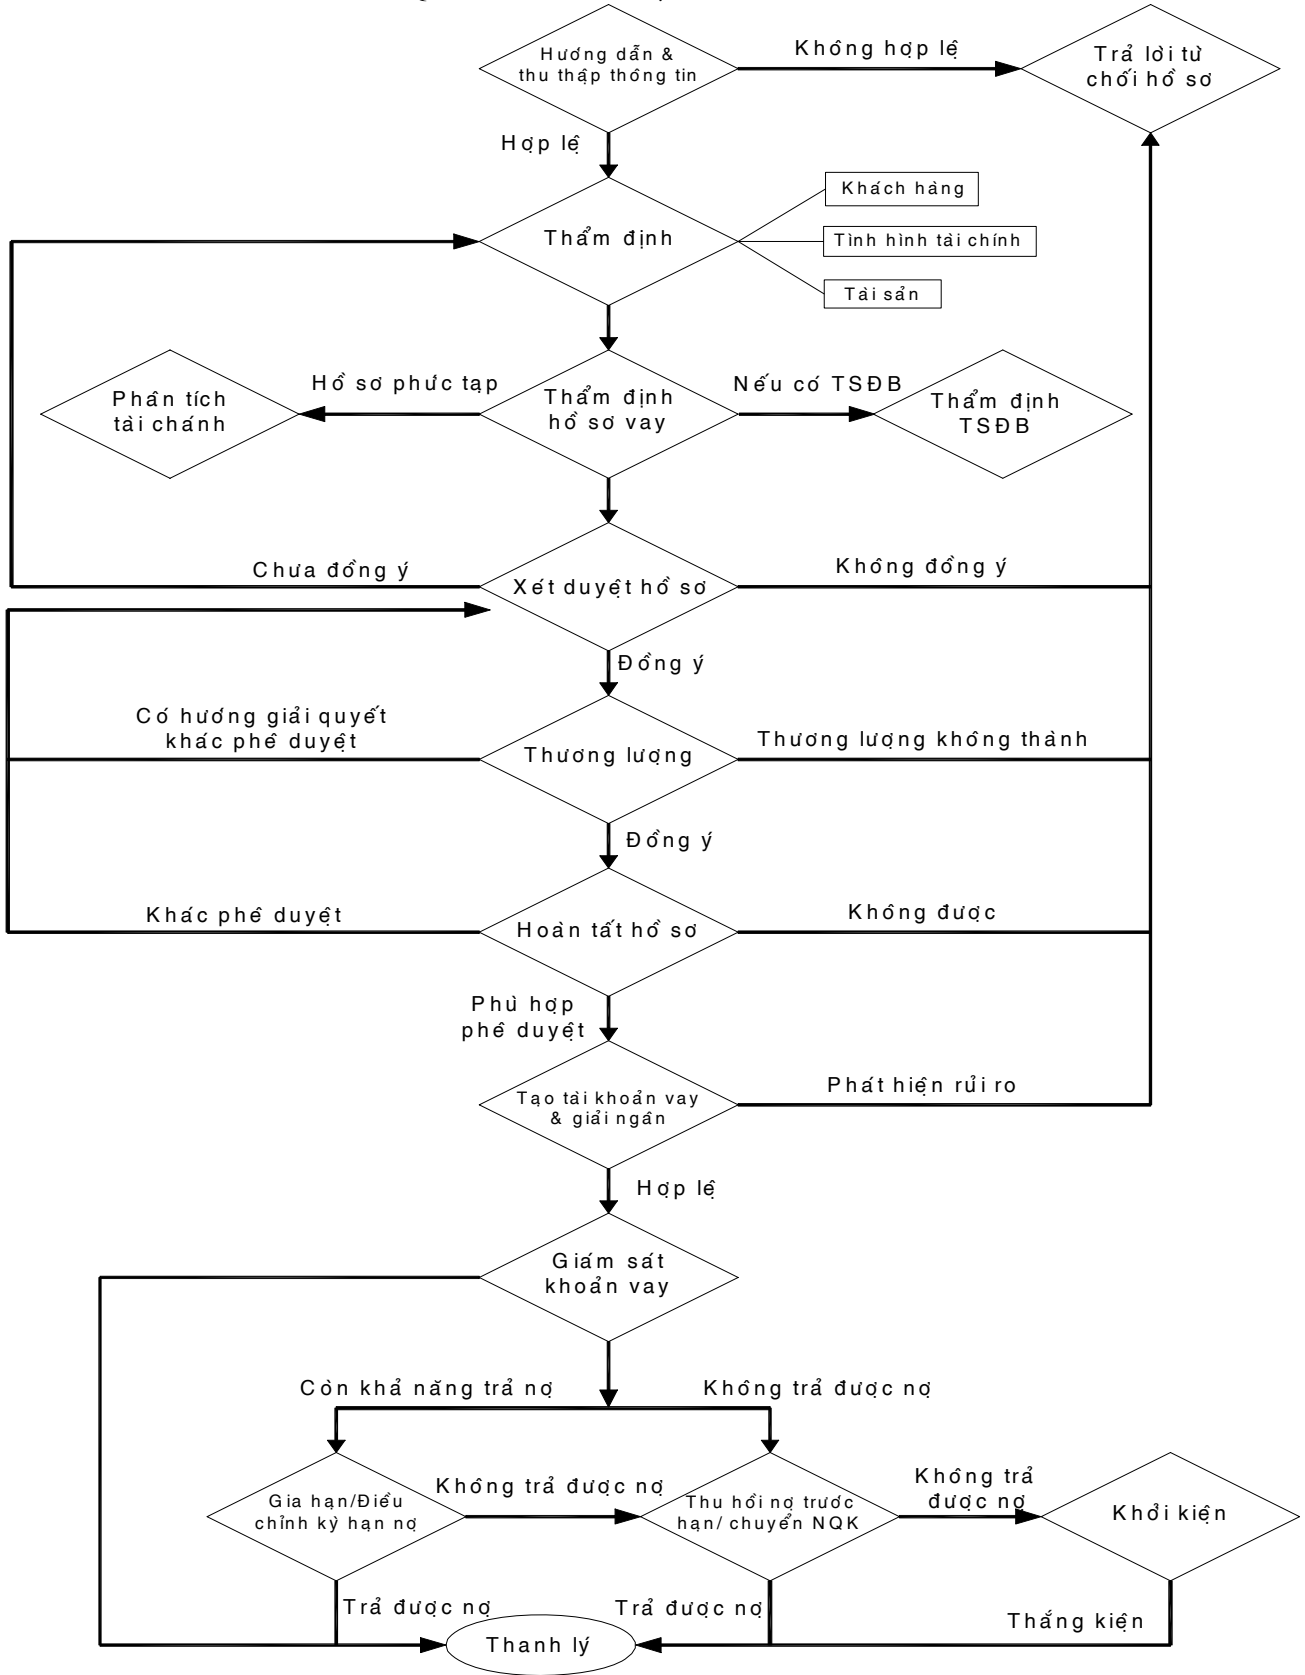 Hướng dẫn &
thu thập thông tin
Không hợp lệ
Trả lời từ
chối hồ sơ
Hợp lệ
Khách hàng
Thẩm định
Tình hình tài chính
Tài sản
Hồ sơ phức tạp
Nếu có TSĐB
Phân tích
tài chánh
Thẩm định
hồ sơ vay
Thẩm định
TSĐB
Chưa đồng ý
Xét duyệt hồ sơ
Không đồng ý
Đồng ý
Có hướng giải quyết
khác phê duyệt
Thương lượng
Thương lượng không thành
Đồng ý
Khác phê duyệt
Hoàn tất hồ sơ
Không được
Phù hợp
phê duyệt
Tạo tài khoản vay
& giải ngân
Phát hiện rủi ro
Hợp lệ
Giám sát
khoản vay
Còn khả năng trả nợ
Không trả được nợ
Gia hạn/Điều
chỉnh kỳ hạn nợ
Không trả được nợ
Thu hồi nợ trước
hạn/ chuyển NQK
Không trả
được nợ
Khởi kiện
Trả được nợ
Trả được nợ
Thắng kiện
Thanh lý